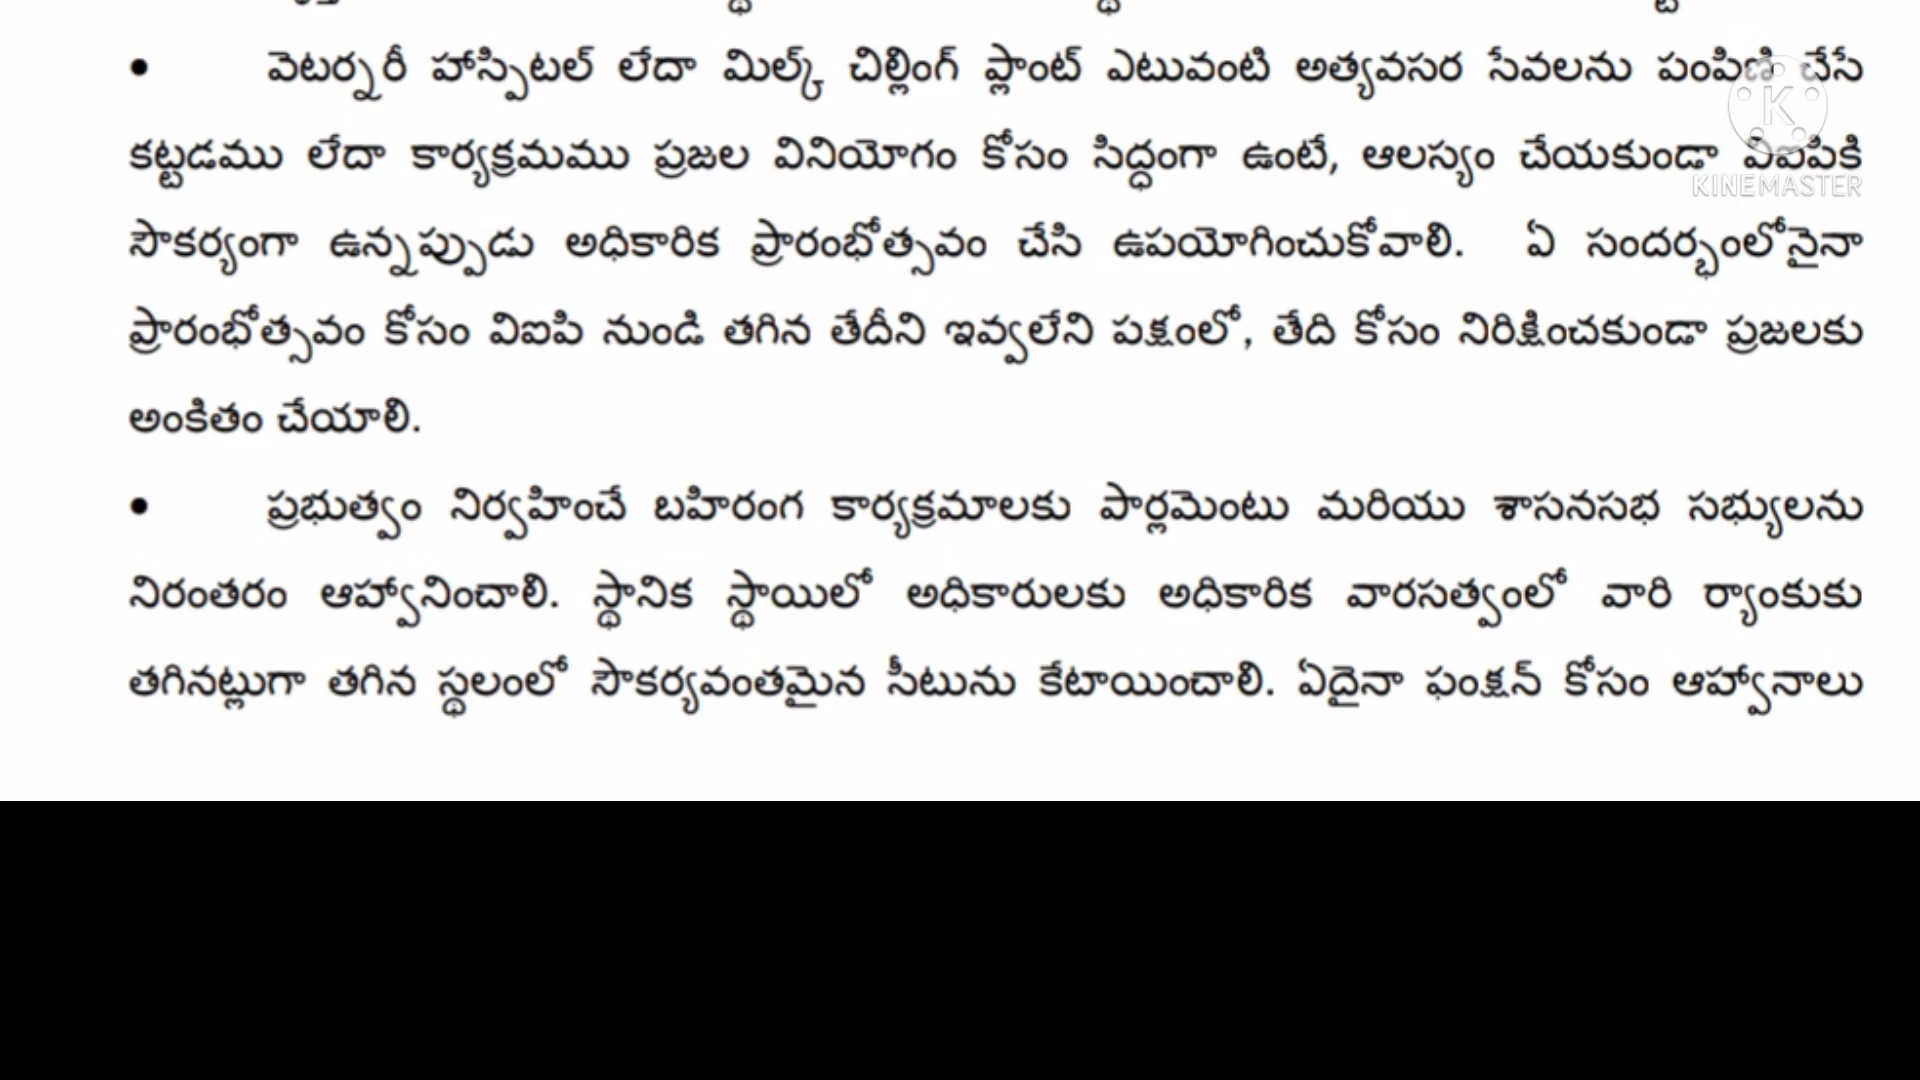 • వెటర్నరీ హాస్పిటల్ లేదా మిల్క్ చిల్లింగ్ ప్లాంట్ ఎటువంటి అత్యవసర సేవలను పంపిణి చేసే
కట్టడము లేదా కార్యక్రమము ప్రజల వినియోగం కోసం సిద్ధంగా ఉంటే, ఆలస్యం చేయకుండా విఐపికి
KINEMASTER
సౌకర్యంగా ఉన్నప్పుడు అధికారిక ప్రారంభోత్సవం చేసి ఉపయోగించుకోవాలి. ఏ సందర్భంలోనైనా
ప్రారంభోత్సవం కోసం విఐపి నుండి తగిన తేదీని ఇవ్వలేని పక్షంలో, తేది కోసం నిరిక్షించకుండా ప్రజలకు
అంకితం చేయాలి.
• ప్రభుత్వం నిర్వహించే బహిరంగ కార్యక్రమాలకు పార్లమెంటు మరియు శాసనసభ సభ్యులను
నిరంతరం ఆహ్వానించాలి. స్థానిక స్థాయిలో అధికారులకు అధికారిక వారసత్వంలో వారి ర్యాంకుకు
తగినట్లుగా తగిన స్థలంలో సౌకర్యవంతమైన సీటును కేటాయించాలి. ఏదైనా ఫంక్షన్ కోసం ఆహ్వానాలు